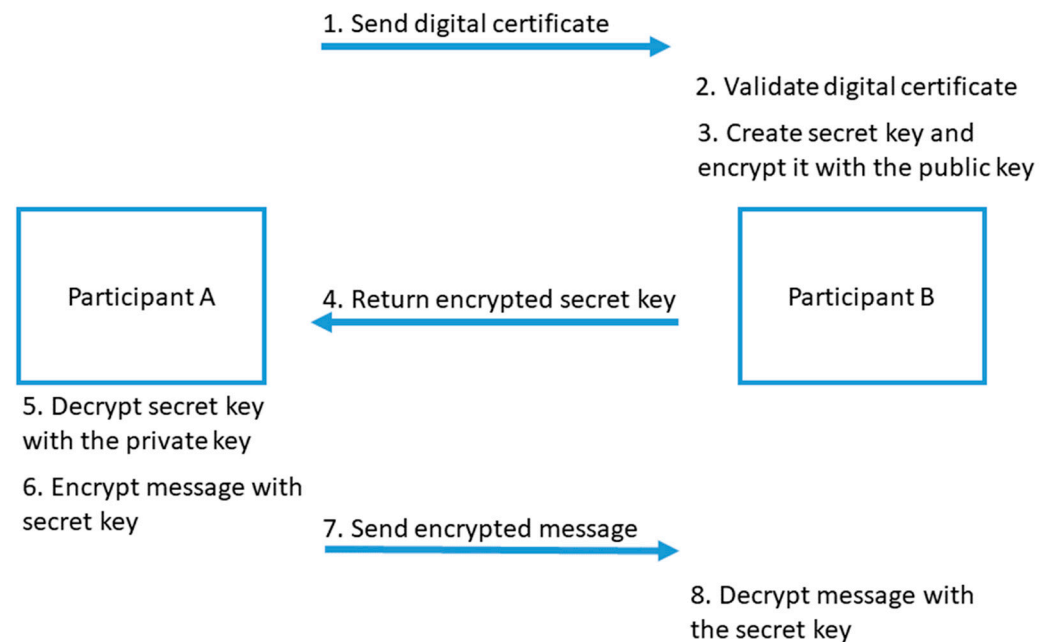 1. Send digital certificate
2. Validate digital certificate
3. Create secret key and
encrypt it with the public key
Participant A
4. Return encrypted secret key
Participant B
5. Decrypt secret key
with the private key
6. Encrypt message with
secret key
7. Send encrypted message
8. Decrypt message with
the secret key